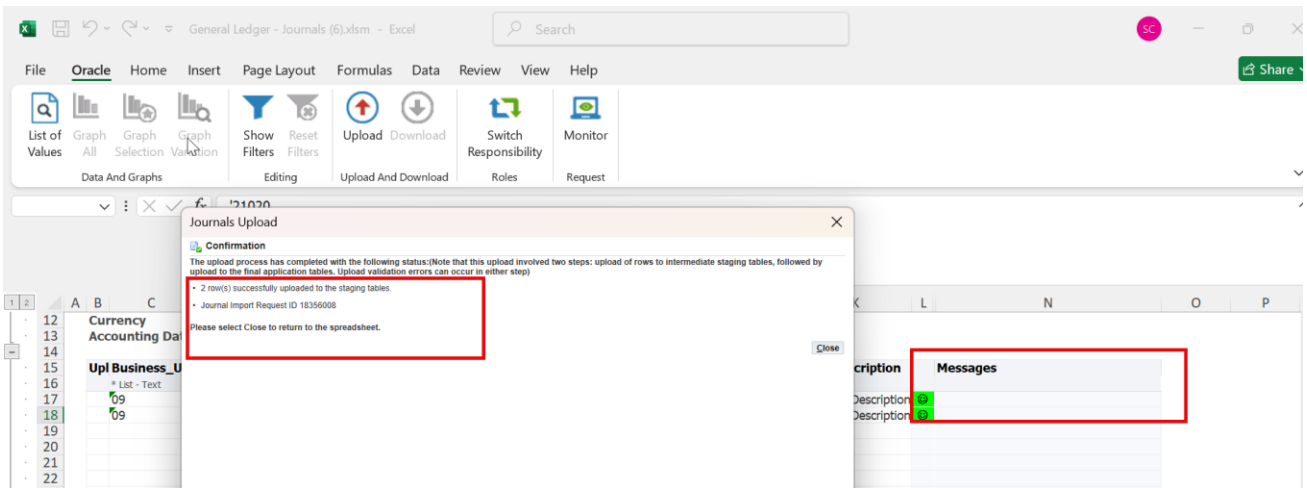 General Ledger - Journals (6).xlsm - Excel
Search
SC
File Oracle Home Insert Page Layout Formulas Data Review View Help
Share
List of Values
Graph All
Graph Selection
Graph Variation
Show Filters
Reset Filters
Upload
Download
Switch Responsibility
Monitor
Data And Graphs
Editing
Upload And Download
Roles
Request
fx '21020
Journals Upload
Confirmation
The upload process has completed with the following status:(Note that this upload involved two steps: upload of rows to intermediate staging tables, followed by
upload to the final application tables. Upload validation errors can occur in either step)
• 2 row(s) successfully uploaded to the staging tables.
• Journal Import Request ID 18356008
Please select Close to return to the spreadsheet.
Close
1 2
A B C K L N O P
12 Currency
13 Accounting Dat
14
15 Upl Business_U cription Messages
16 * List - Text
17 09 Description
18 09 Description
19
20
21
22